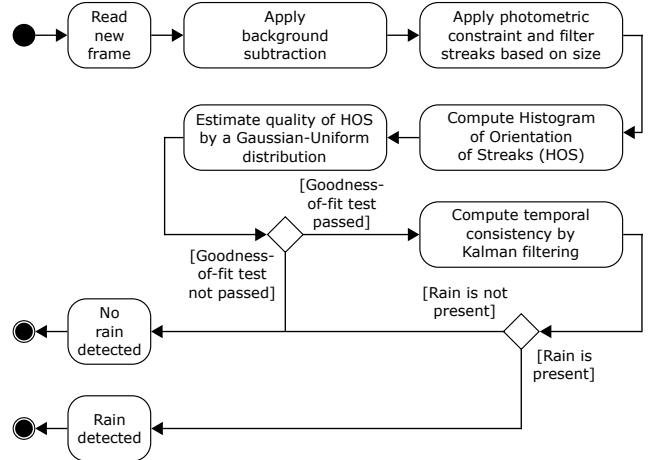 Read
new
frame
Apply
background
subtraction
Apply photometric
constraint and filter
streaks based on size
Estimate quality of HOS
by a Gaussian-Uniform
distribution
Compute Histogram
of Orientation
of Streaks (HOS)
[Goodness-
of-fit test
passed]
Compute temporal
consistency by
Kalman filtering
[Goodness-
of-fit test
not passed]
[Rain is not
present]
No
rain
detected
[Rain is
present]
Rain
detected